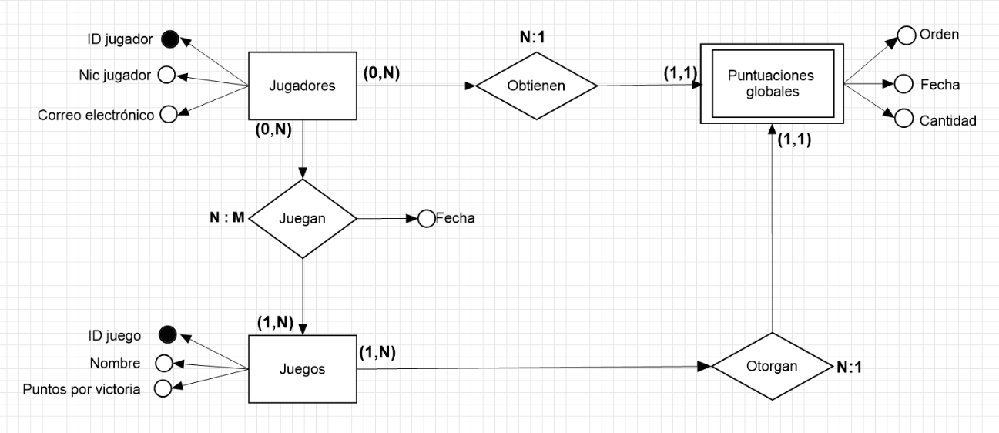 ID jugador
Nic jugador
Correo electrónico
Jugadores
(0,N)
N:1
Obtienen
(1,1)
Puntuaciones
globales
Orden
Fecha
Cantidad
(0,N)
(1,1)
N : M
Juegan
Fecha
(1,N)
ID juego
Nombre
Puntos por victoria
Juegos
(1,N)
Otorgan
N:1